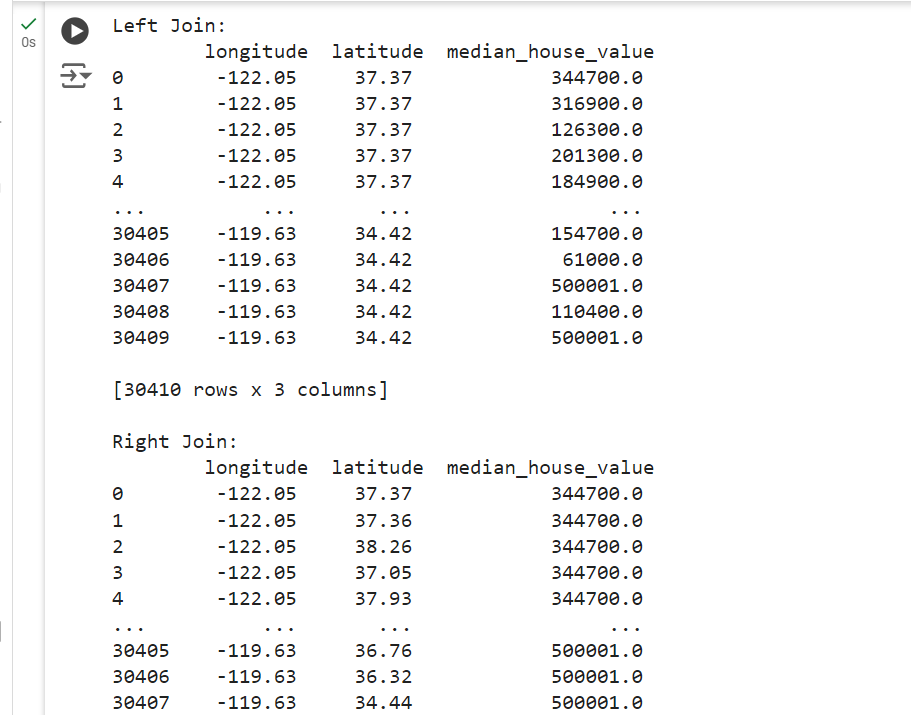 Left Join:
longitude latitude median_house_value
0 -122.05 37.37 344700.0
1 -122.05 37.37 316900.0
2 -122.05 37.37 126300.0
3 -122.05 37.37 201300.0
4 -122.05 37.37 184900.0
... ... ... ...
30405 -119.63 34.42 154700.0
30406 -119.63 34.42 61000.0
30407 -119.63 34.42 500001.0
30408 -119.63 34.42 110400.0
30409 -119.63 34.42 500001.0
[30410 rows x 3 columns]
Right Join:
longitude latitude median_house_value
0 -122.05 37.37 344700.0
1 -122.05 37.36 344700.0
2 -122.05 38.26 344700.0
3 -122.05 37.05 344700.0
4 -122.05 37.93 344700.0
... ... ... ...
30405 -119.63 36.76 500001.0
30406 -119.63 36.32 500001.0
30407 -119.63 34.44 500001.0
0s